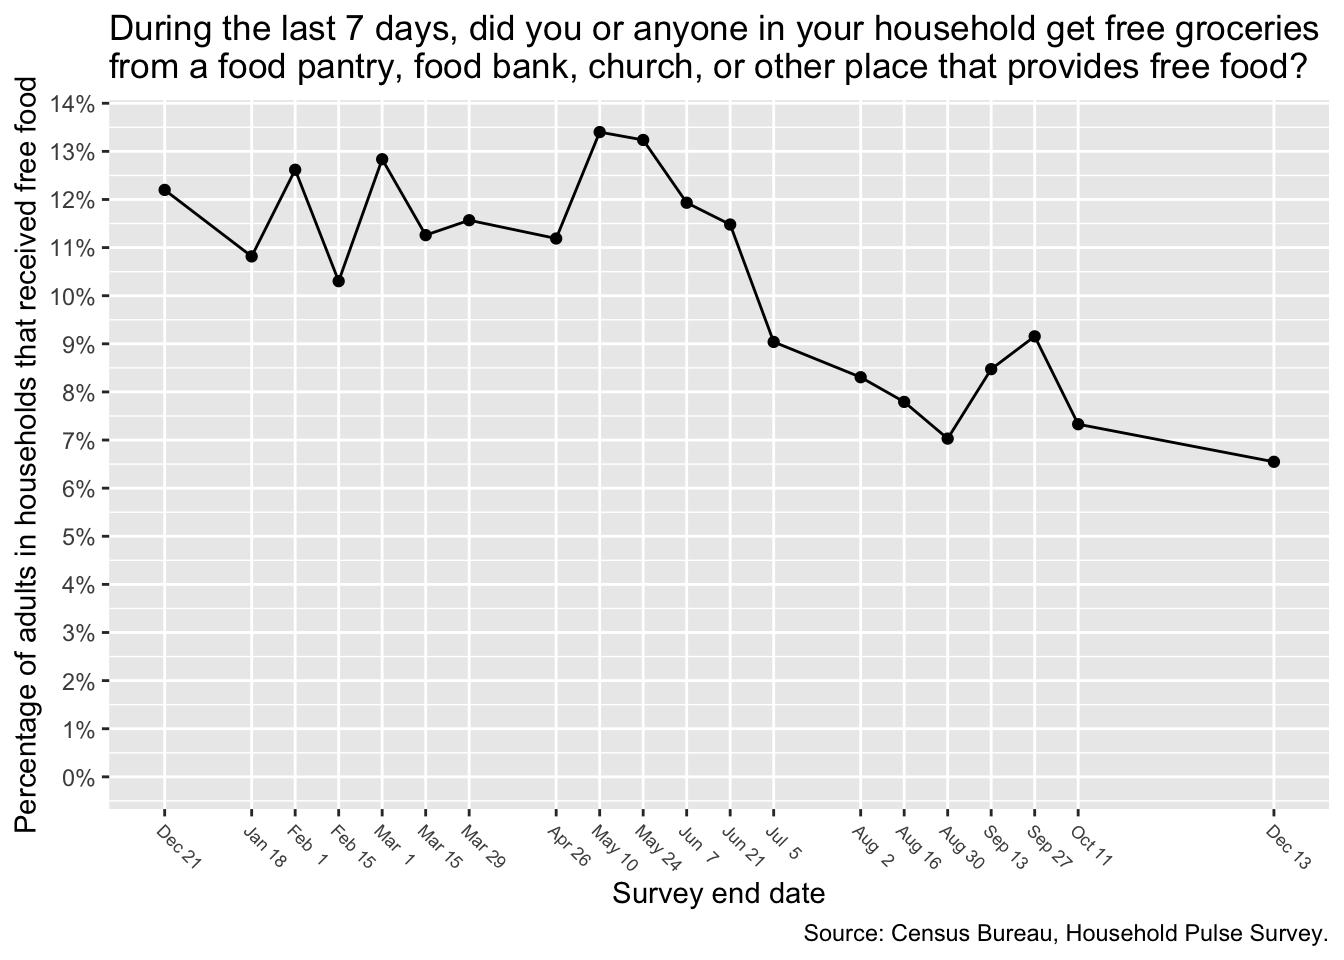 During the last 7 days, did you or anyone in your household get free groceries
from a food pantry, food bank, church, or other place that provides free food?
Percentage of adults in households that received free food
14%
13%
12%
11%
10%
9%
8%
7%
6%
5%
4%
3%
2%
1%
0%
Dec 21
Jan 18
Feb 1
Feb 15
Mar 1
Mar 15
Mar 29
Apr 26
May 10
May 24
Jun 7
Jun 21
Jul 5
Aug 2
Aug 16
Aug 30
Sep 13
Sep 27
Oct 11
Dec 13
Survey end date
Source: Census Bureau, Household Pulse Survey.